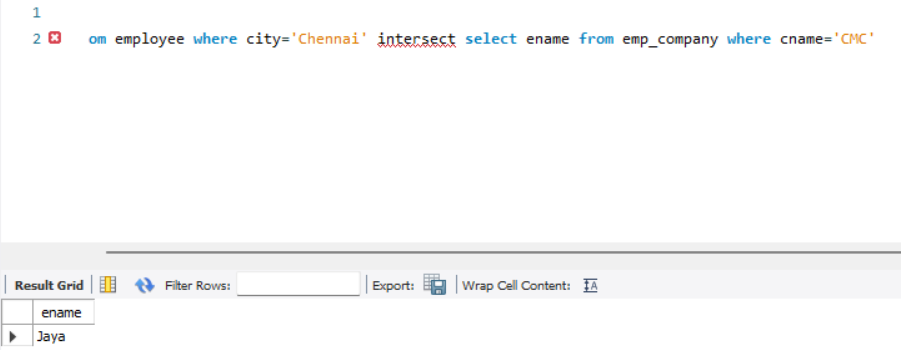 1
2 om employee where city='Chennai' intersect select ename from emp_company where cname='CMC'
Result Grid Filter Rows: Export: Wrap Cell Content: IA
ename
Jaya